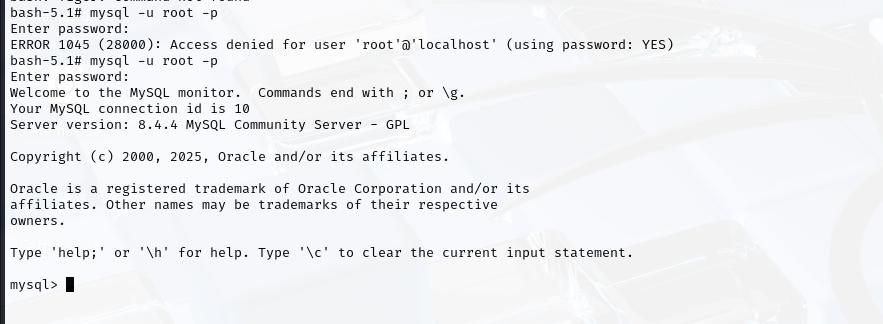 bash-5.1# mysql -u root -p
Enter password:
ERROR 1045 (28000): Access denied for user 'root'@'localhost' (using password: YES)
bash-5.1# mysql -u root -p
Enter password:
Welcome to the MySQL monitor.  Commands end with ; or \g.
Your MySQL connection id is 10
Server version: 8.4.4 MySQL Community Server - GPL
Copyright (c) 2000, 2025, Oracle and/or its affiliates.
Oracle is a registered trademark of Oracle Corporation and/or its
affiliates. Other names may be trademarks of their respective
owners.
Type 'help;' or '\h' for help. Type '\c' to clear the current input statement.
mysql>